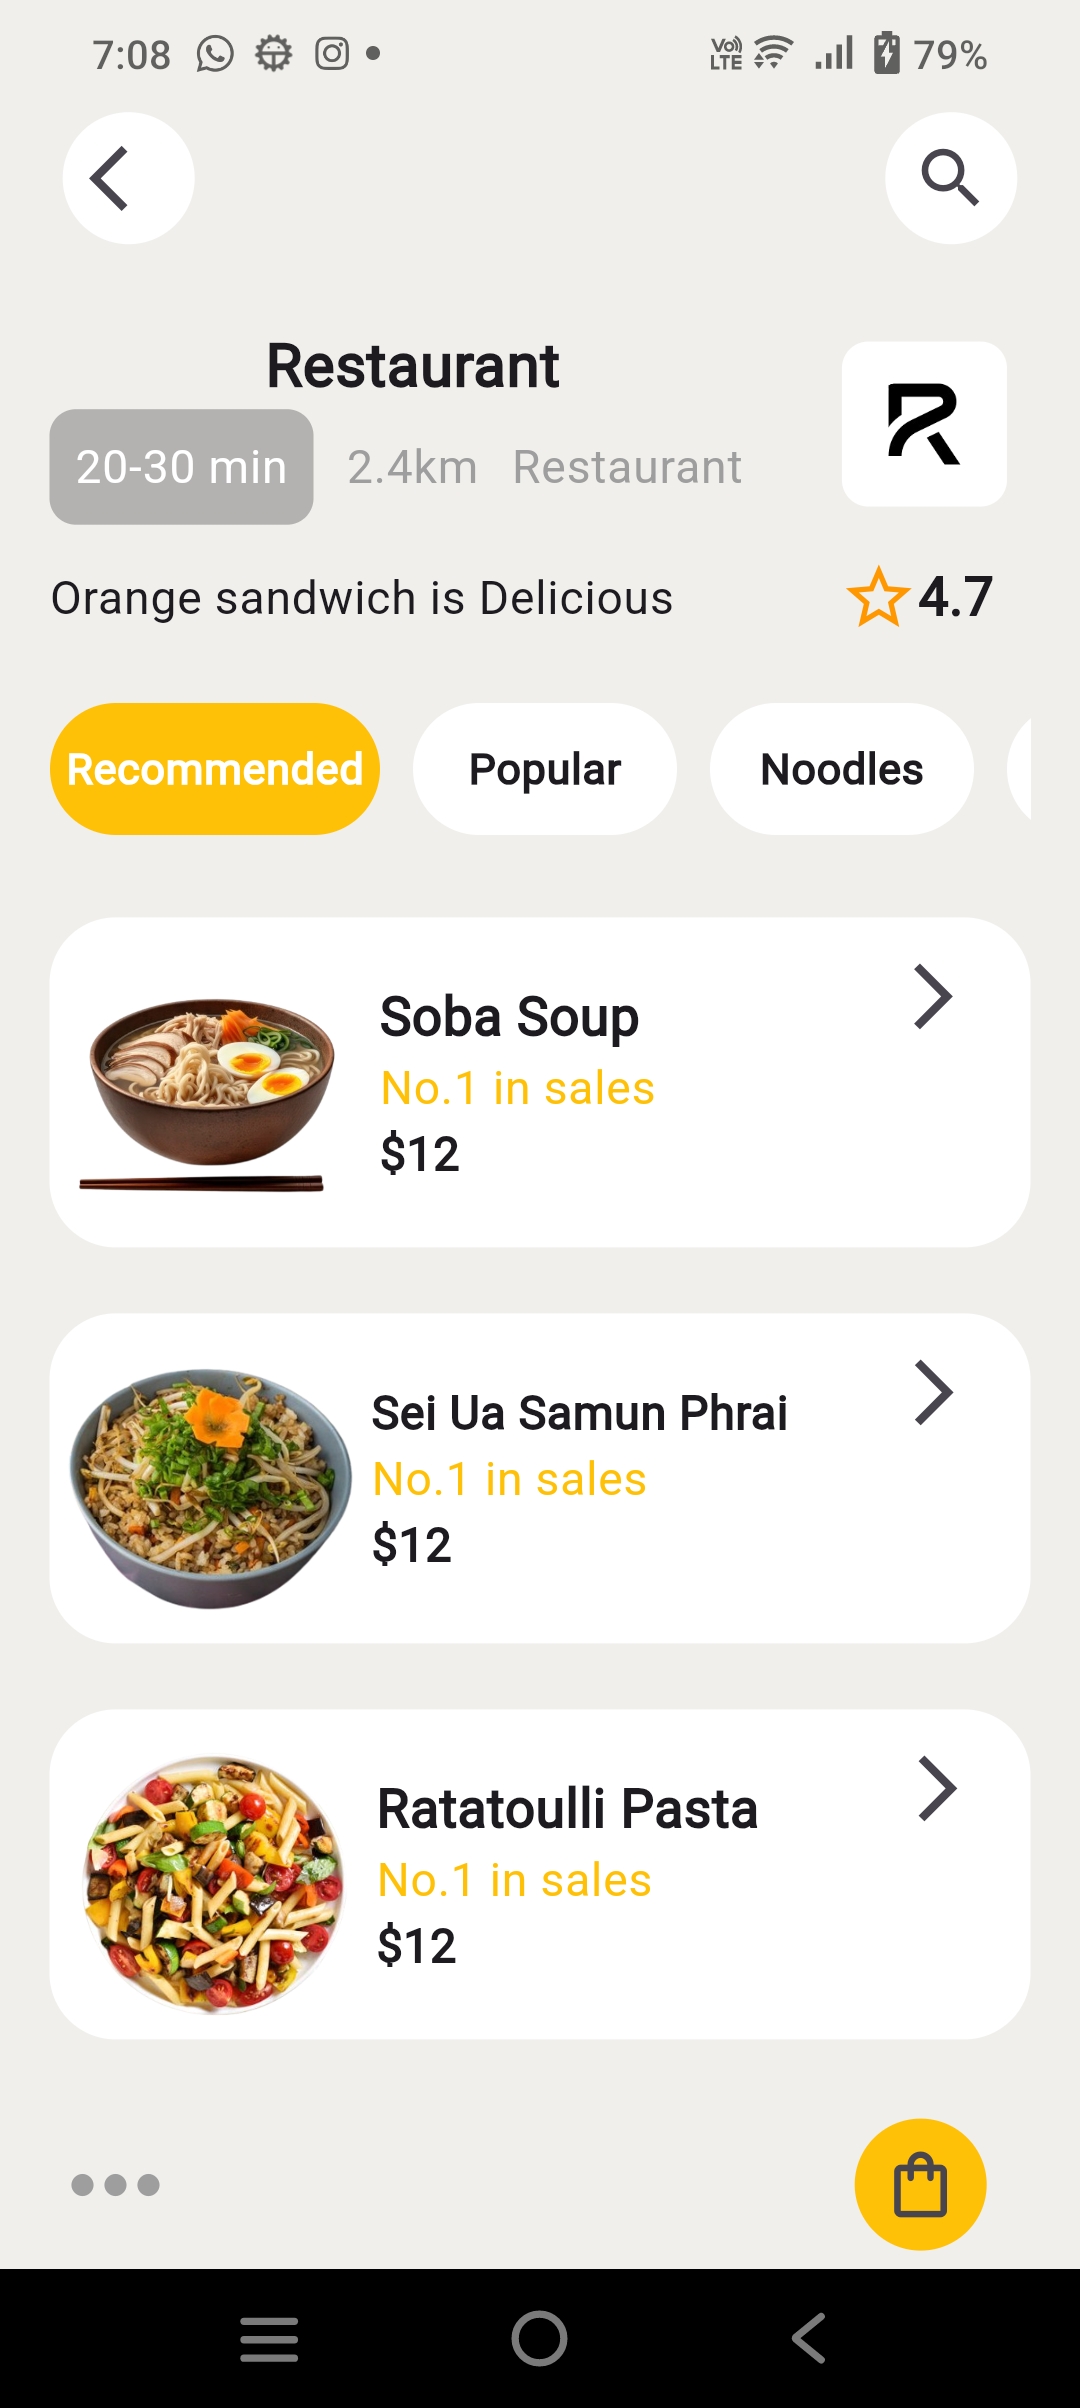 7:08 Vo)) LTE 79%
Restaurant
20-30 min 2.4km Restaurant
Orange sandwich is Delicious 4.7
Recommended Popular Noodles
Soba Soup
No.1 in sales
$12
Sei Ua Samun Phrai
No.1 in sales
$12
Ratatoulli Pasta
No.1 in sales
$12